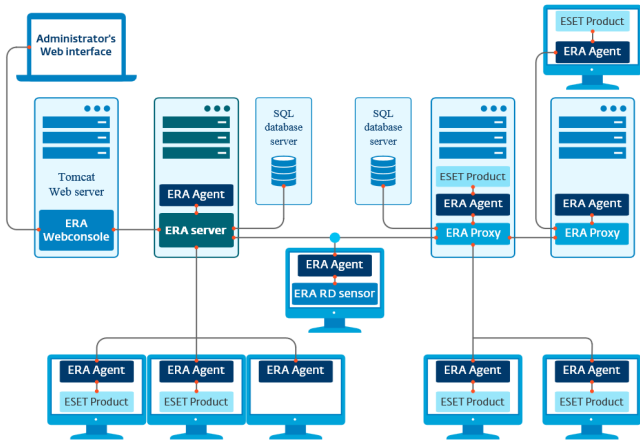 Administrator's
Web interface
ESET Product
ERA Agent
Tomcat
Web server
ERA
Webconsole
ERA Agent
ERA server
SQL
database
server
SQL
database
server
ESET Product
ERA Agent
ERA Proxy
ERA Agent
ERA Proxy
ERA Agent
ERA RD sensor
ERA Agent
ESET Product
ERA Agent
ESET Product
ERA Agent
ERA Agent
ESET Product
ERA Agent
ESET Product